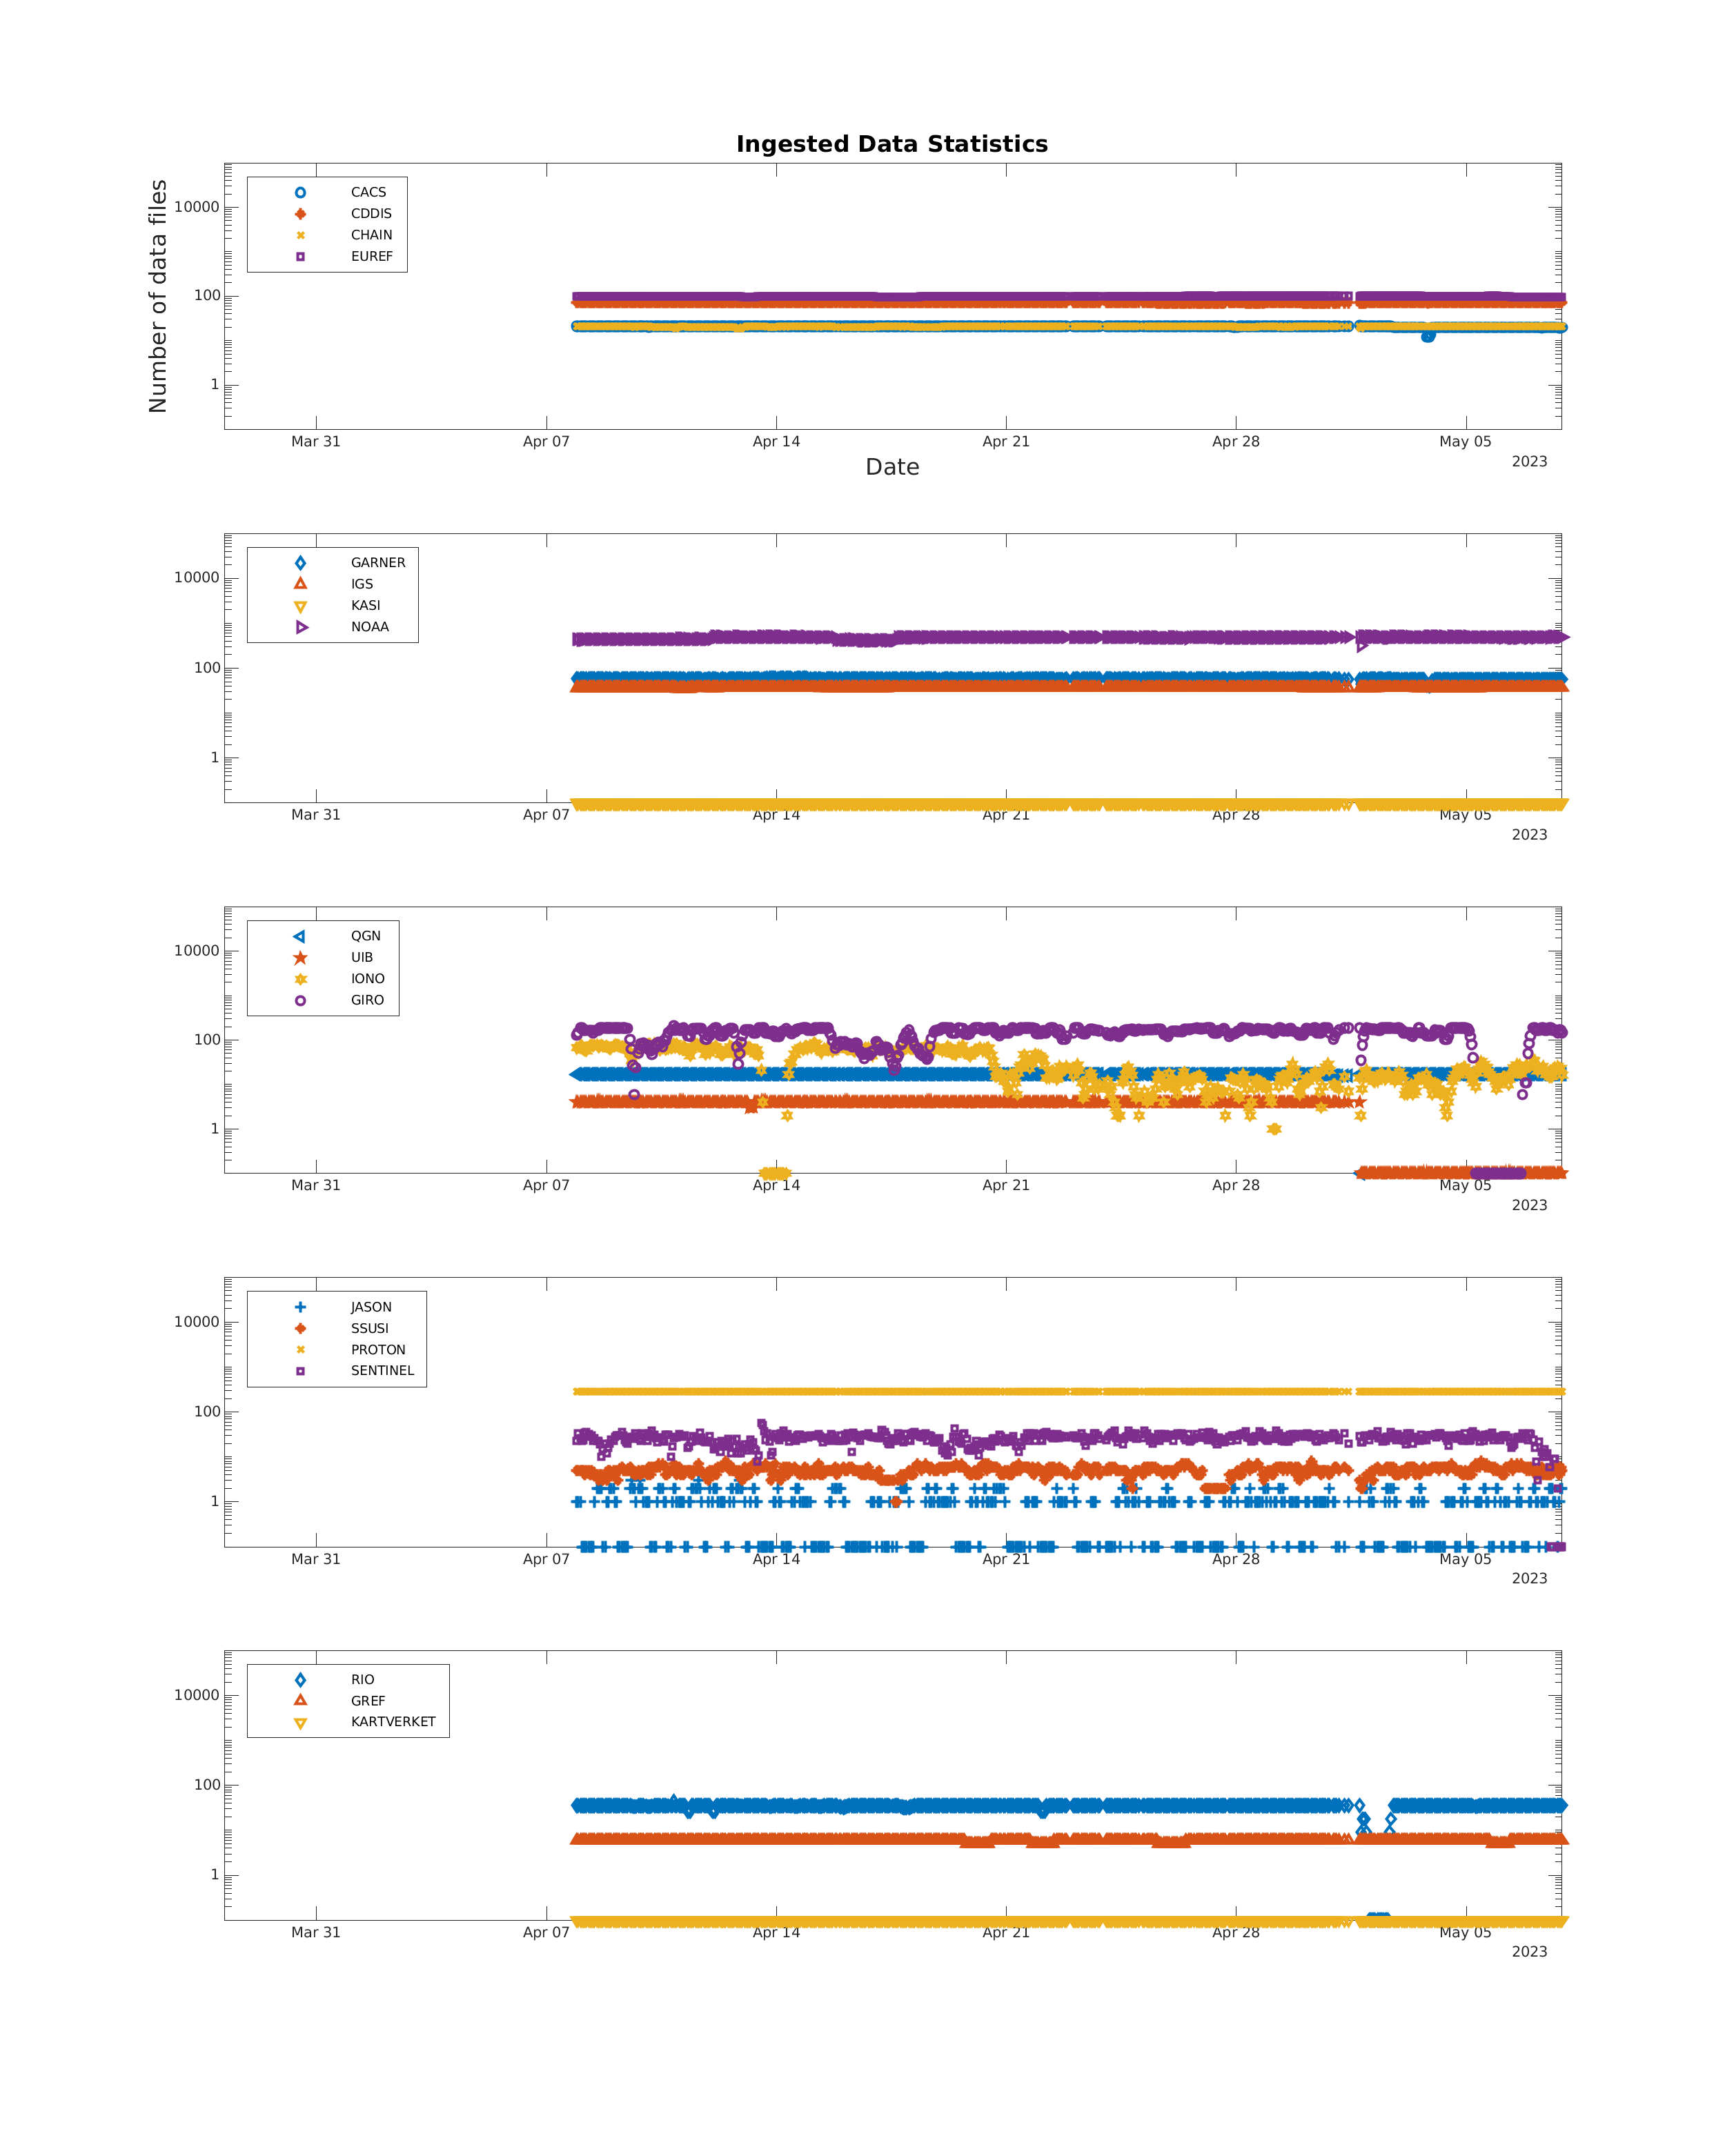 Ingested Data Statistics
Number of data files
10000
100
1
CACS
CDDIS
CHAIN
EUREF
Mar 31 Apr 07 Apr 14 Apr 21 Apr 28 May 05
2023
Date
10000
100
1
GARNER
IGS
KASI
NOAA
Mar 31 Apr 07 Apr 14 Apr 21 Apr 28 May 05
2023
10000
100
1
QGN
UIB
IONO
GIRO
Mar 31 Apr 07 Apr 14 Apr 21 Apr 28 May 05
2023
10000
100
1
JASON
SSUSI
PROTON
SENTINEL
Mar 31 Apr 07 Apr 14 Apr 21 Apr 28 May 05
2023
10000
100
1
RIO
GREF
KARTVERKET
Mar 31 Apr 07 Apr 14 Apr 21 Apr 28 May 05
2023